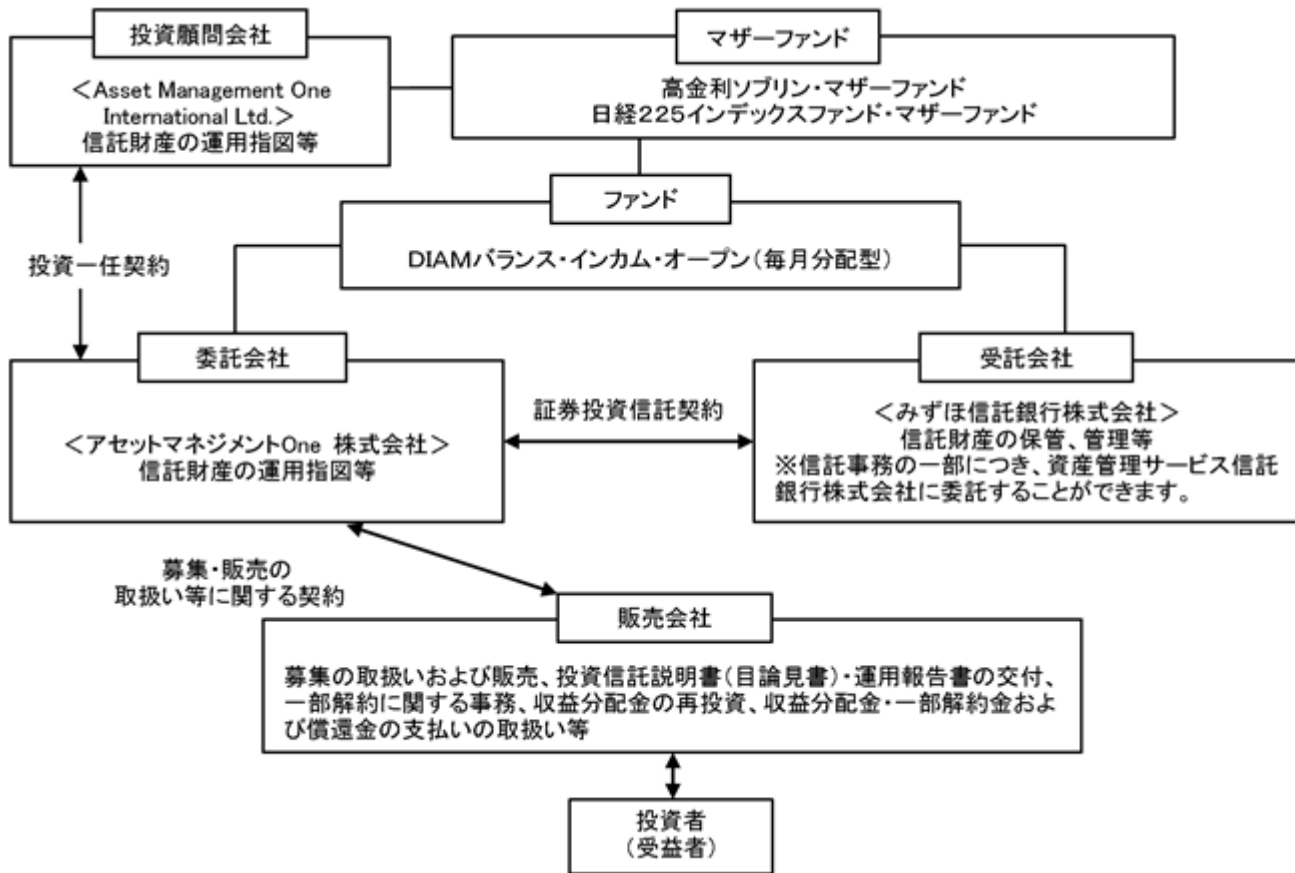 投資顧問会社
＜Asset Management One
International Ltd.＞
信託財産の運用指図等
マザーファンド
高金利ソブリン・マザーファンド
日経225インデックスファンド・マザーファンド
ファンド
DIAMバランス・インカム・オープン（毎月分配型）
投資一任契約
委託会社
＜アセットマネジメントOne 株式会社＞
信託財産の運用指図等
証券投資信託契約
受託会社
＜みずほ信託銀行株式会社＞
信託財産の保管、管理等
※信託事務の一部につき、資産管理サービス信託
銀行株式会社に委託することができます。
募集・販売の
取扱い等に関する契約
販売会社
募集の取扱いおよび販売、投資信託説明書（目論見書）・運用報告書の交付、
一部解約に関する事務、収益分配金の再投資、収益分配金・一部解約金およ
び償還金の支払いの取扱い等
投資者
（受益者）